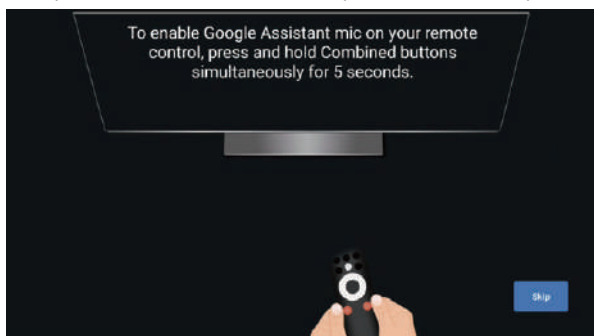 To enable Google Assistant mic on your remote
control, press and hold Combined buttons
simultaneously for 5 seconds.
Skip